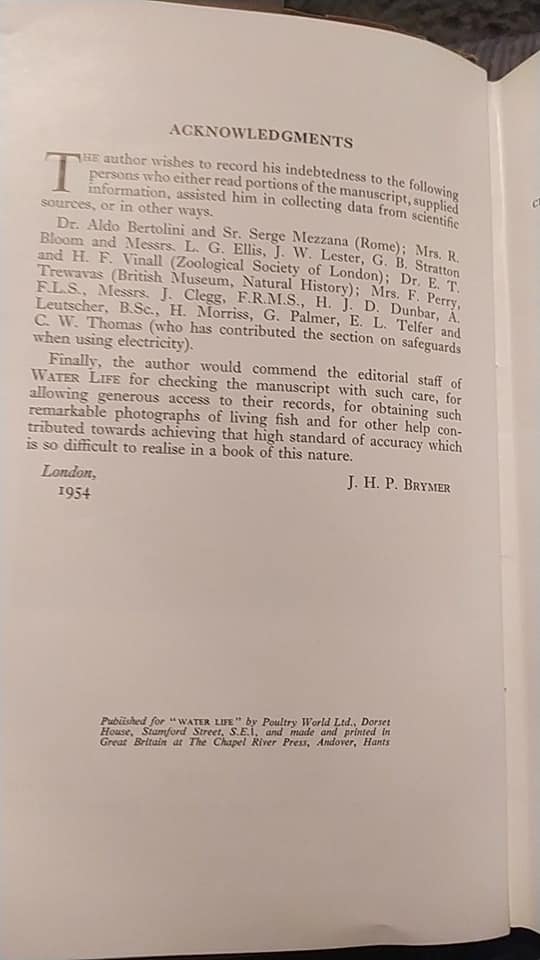 ACKNOWLEDGMENTS
THE author wishes to record his indebtedness to the following
persons who either read portions of the manuscript, supplied
information, assisted him in collecting data from scientific
sources, or in other ways.
Dr. Aldo Bertolini and Sr. Serge Mezzana (Rome); Mrs. R.
Bloom and Messrs. L. G. Ellis, J. W. Lester, G. B. Stratton
and H. F. Vinall (Zoological Society of London); Dr. E. T.
Trewavas (British Museum, Natural History); Mrs. F. Perry,
F.L.S., Messrs. J. Clegg, F.R.M.S., H. J. D. Dunbar, A.
Leutscher, B.Sc., H. Morriss, G. Palmer, E. L. Telfer and
C. W. Thomas (who has contributed the section on safeguards
when using electricity).
Finally, the author would commend the editorial staff of
WATER LIFE for checking the manuscript with such care, for
allowing generous access to their records, for obtaining such
remarkable photographs of living fish and for other help con-
tributed towards achieving that high standard of accuracy which
is so difficult to realise in a book of this nature.
London,
J. H. P. BRYMER
1954
Published for "WATER LIFE" by Poultry World Ltd., Dorset
House, Stamford Street, S.E.1, and made and printed in
Great Britain at The Chapel River Press, Andover, Hants